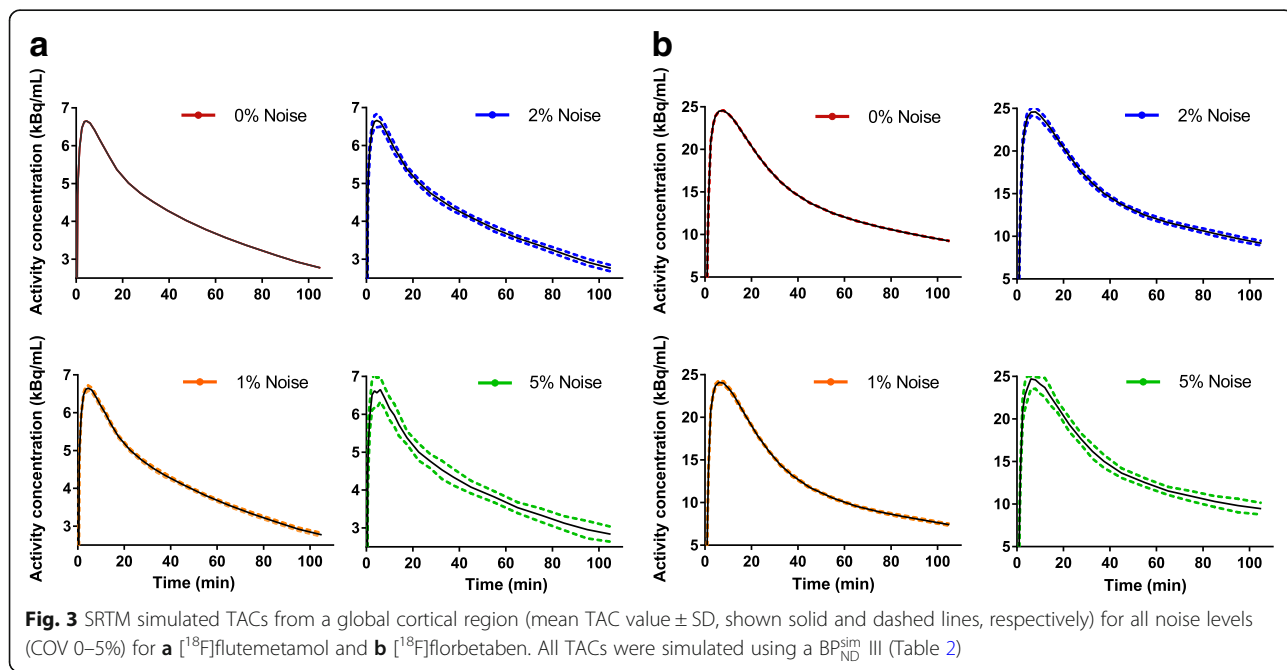 a
b
Activity concentration (kBq/mL)
7
6
5
4
3
0 20 40 60 80 100
0% Noise
7
6
5
4
3
0 20 40 60 80 100
2% Noise
Activity concentration (kBq/mL)
25
20
15
10
5
0 20 40 60 80 100
0% Noise
25
20
15
10
5
0 20 40 60 80 100
2% Noise
Activity concentration (kBq/mL)
7
6
5
4
3
0 20 40 60 80 100
Time (min)
1% Noise
7
6
5
4
3
0 20 40 60 80 100
Time (min)
5% Noise
Activity concentration (kBq/mL)
25
20
15
10
5
0 20 40 60 80 100
Time (min)
1% Noise
25
20
15
10
5
0 20 40 60 80 100
Time (min)
5% Noise
Fig. 3 SRTM simulated TACs from a global cortical region (mean TAC value ± SD, shown solid and dashed lines, respectively) for all noise levels
(COV 0–5%) for a [¹⁸F]flutemetamol and b [¹⁸F]florbetaben. All TACs were simulated using a BP_ND^sim III (Table 2)